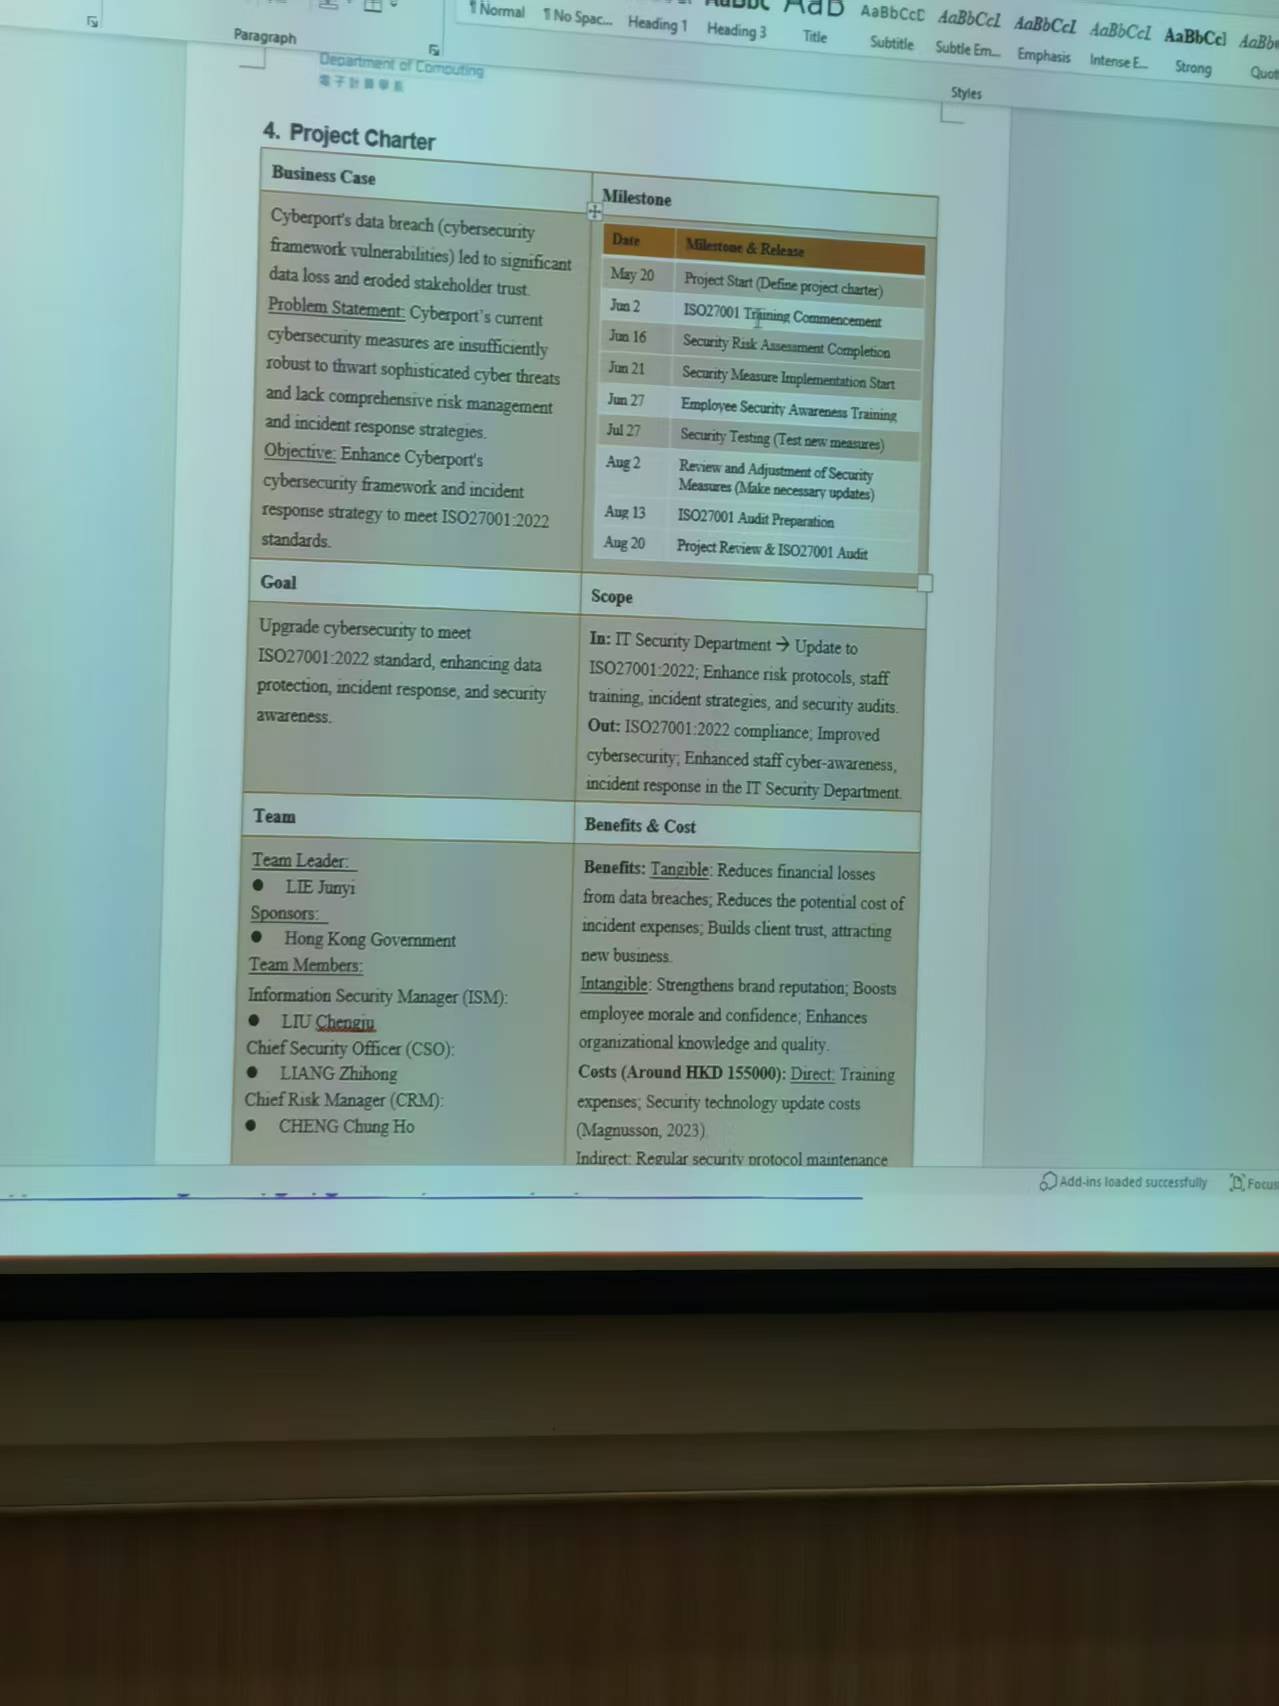 Normal
No Spac...
Heading 1
Heading 3
Title
Subtitle
Subtle Em...
Emphasis
Intense E...
Strong
Paragraph
Styles
Department of Computing
電子計算學系
4. Project Charter
Business Case
Cyberport's data breach (cybersecurity
framework vulnerabilities) led to significant
data loss and eroded stakeholder trust.
Problem Statement: Cyberport's current
cybersecurity measures are insufficiently
robust to thwart sophisticated cyber threats
and lack comprehensive risk management
and incident response strategies.
Objective: Enhance Cyberport's
cybersecurity framework and incident
response strategy to meet ISO27001:2022
standards.
Milestone
Date Milestone & Release
May 20 Project Start (Define project charter)
Jun 2 ISO27001 Training Commencement
Jun 16 Security Risk Assessment Completion
Jun 21 Security Measure Implementation Start
Jun 27 Employee Security Awareness Training
Jul 27 Security Testing (Test new measures)
Aug 2 Review and Adjustment of Security
Measures (Make necessary updates)
Aug 13 ISO27001 Audit Preparation
Aug 20 Project Review & ISO27001 Audit
Goal
Upgrade cybersecurity to meet
ISO27001:2022 standard, enhancing data
protection, incident response, and security
awareness.
Scope
In: IT Security Department → Update to
ISO27001:2022; Enhance risk protocols, staff
training, incident strategies, and security audits.
Out: ISO27001:2022 compliance; Improved
cybersecurity; Enhanced staff cyber-awareness,
incident response in the IT Security Department.
Team
Team Leader:
● LIE Junyi
Sponsors:
● Hong Kong Government
Team Members:
Information Security Manager (ISM):
● LIU Chengju
Chief Security Officer (CSO):
● LIANG Zhihong
Chief Risk Manager (CRM):
● CHENG Chung Ho
Benefits & Cost
Benefits: Tangible: Reduces financial losses
from data breaches; Reduces the potential cost of
incident expenses; Builds client trust, attracting
new business.
Intangible: Strengthens brand reputation; Boosts
employee morale and confidence; Enhances
organizational knowledge and quality.
Costs (Around HKD 155000): Direct: Training
expenses; Security technology update costs
(Magnusson, 2023)
Indirect: Regular security protocol maintenance
Add-ins loaded successfully
Focus